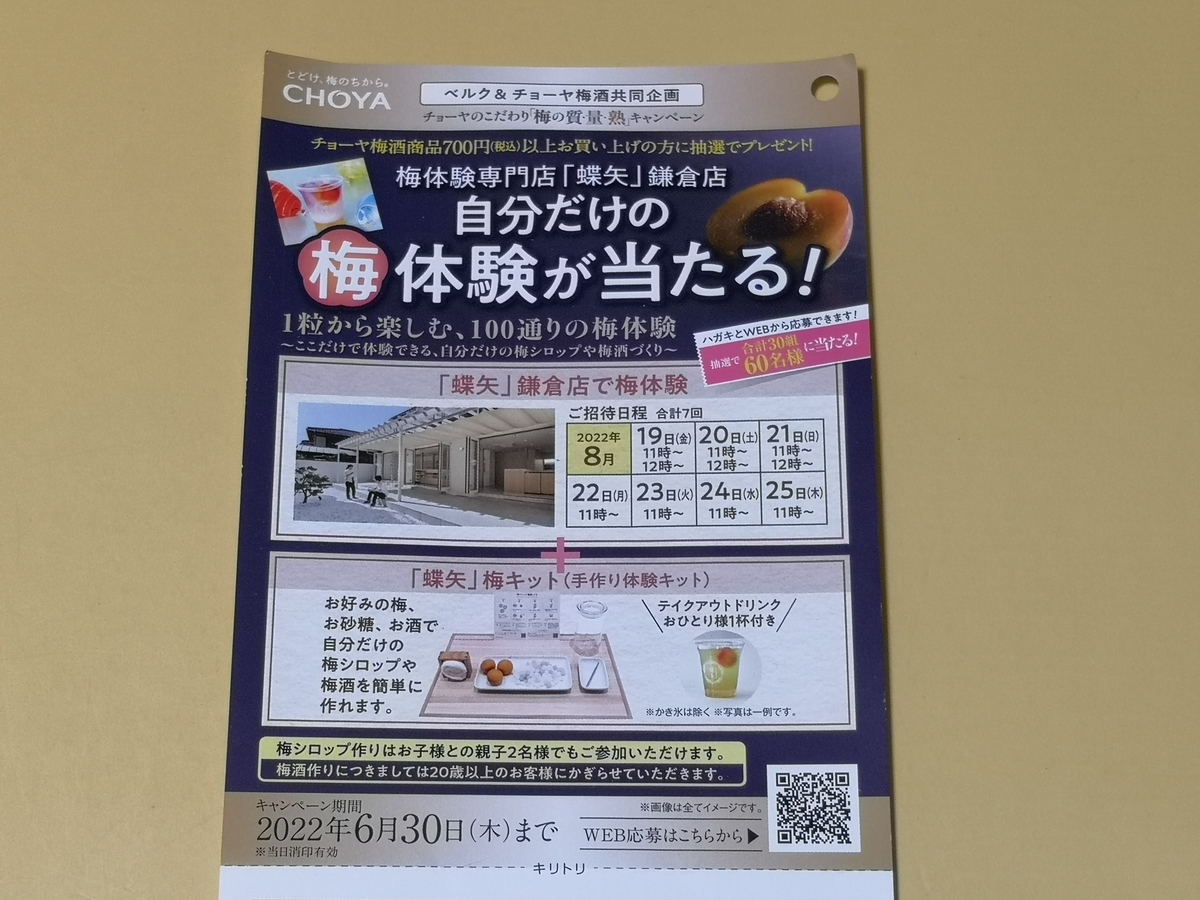 とどけ、梅のちから。
CHOYA
ベルク&チョーヤ梅酒共同企画
チョーヤのこだわり「梅の質・量・熟」キャンペーン
チョーヤ梅酒商品700円(税込)以上お買い上げの方に抽選でプレゼント!
梅体験専門店「蝶矢」鎌倉店
自分だけの
梅体験が当たる!
1粒から楽しむ、100通りの梅体験
〜ここだけで体験できる、自分だけの梅シロップや梅酒づくり〜
ハガキとWEBから応募できます!
抽選で合計30組60名様に当たる!
「蝶矢」鎌倉店で梅体験
ご招待日程 合計7回
2022年8月
19日(金) 11時〜 12時〜
20日(土) 11時〜 12時〜
21日(日) 11時〜 12時〜
22日(月) 11時〜
23日(火) 11時〜
24日(水) 11時〜
25日(木) 11時〜
+
「蝶矢」梅キット(手作り体験キット)
お好みの梅、
お砂糖、お酒で
自分だけの
梅シロップや
梅酒を簡単に
作れます。
テイクアウトドリンク
おひとり様1杯付き
※かき氷は除く ※写真は一例です。
梅シロップ作りはお子様との親子2名様でもご参加いただけます。
梅酒作りにつきましては20歳以上のお客様にかぎらせていただきます。
キャンペーン期間
2022年6月30日(木)まで
※当日消印有効
※画像は全てイメージです。
WEB応募はこちらから▶
キリトリ